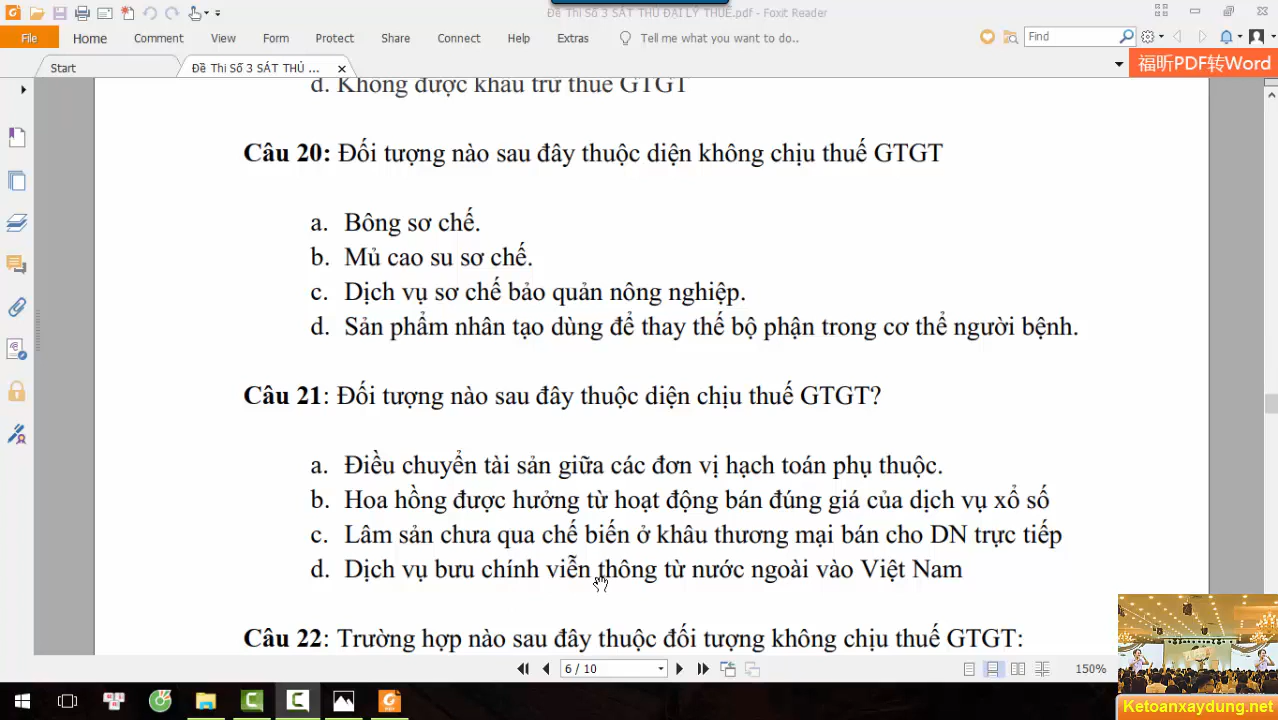 Đề Thi Số 3 SÁT THỦ ĐẠI LÝ THUẾ.pdf - Foxit Reader
File Home Comment View Form Protect Share Connect Help Extras Tell me what you want to do.. Find
Start Đề Thi Số 3 SÁT THỦ ... 福昕PDF转Word
d. Không được khấu trừ thuế GTGT
Câu 20: Đối tượng nào sau đây thuộc diện không chịu thuế GTGT
a. Bông sơ chế.
b. Mủ cao su sơ chế.
c. Dịch vụ sơ chế bảo quản nông nghiệp.
d. Sản phẩm nhân tạo dùng để thay thế bộ phận trong cơ thể người bệnh.
Câu 21: Đối tượng nào sau đây thuộc diện chịu thuế GTGT?
a. Điều chuyển tài sản giữa các đơn vị hạch toán phụ thuộc.
b. Hoa hồng được hưởng từ hoạt động bán đúng giá của dịch vụ xổ số
c. Lâm sản chưa qua chế biến ở khâu thương mại bán cho DN trực tiếp
d. Dịch vụ bưu chính viễn thông từ nước ngoài vào Việt Nam
Câu 22: Trường hợp nào sau đây thuộc đối tượng không chịu thuế GTGT:
6 / 10 150%
Ketoanxaydung.net